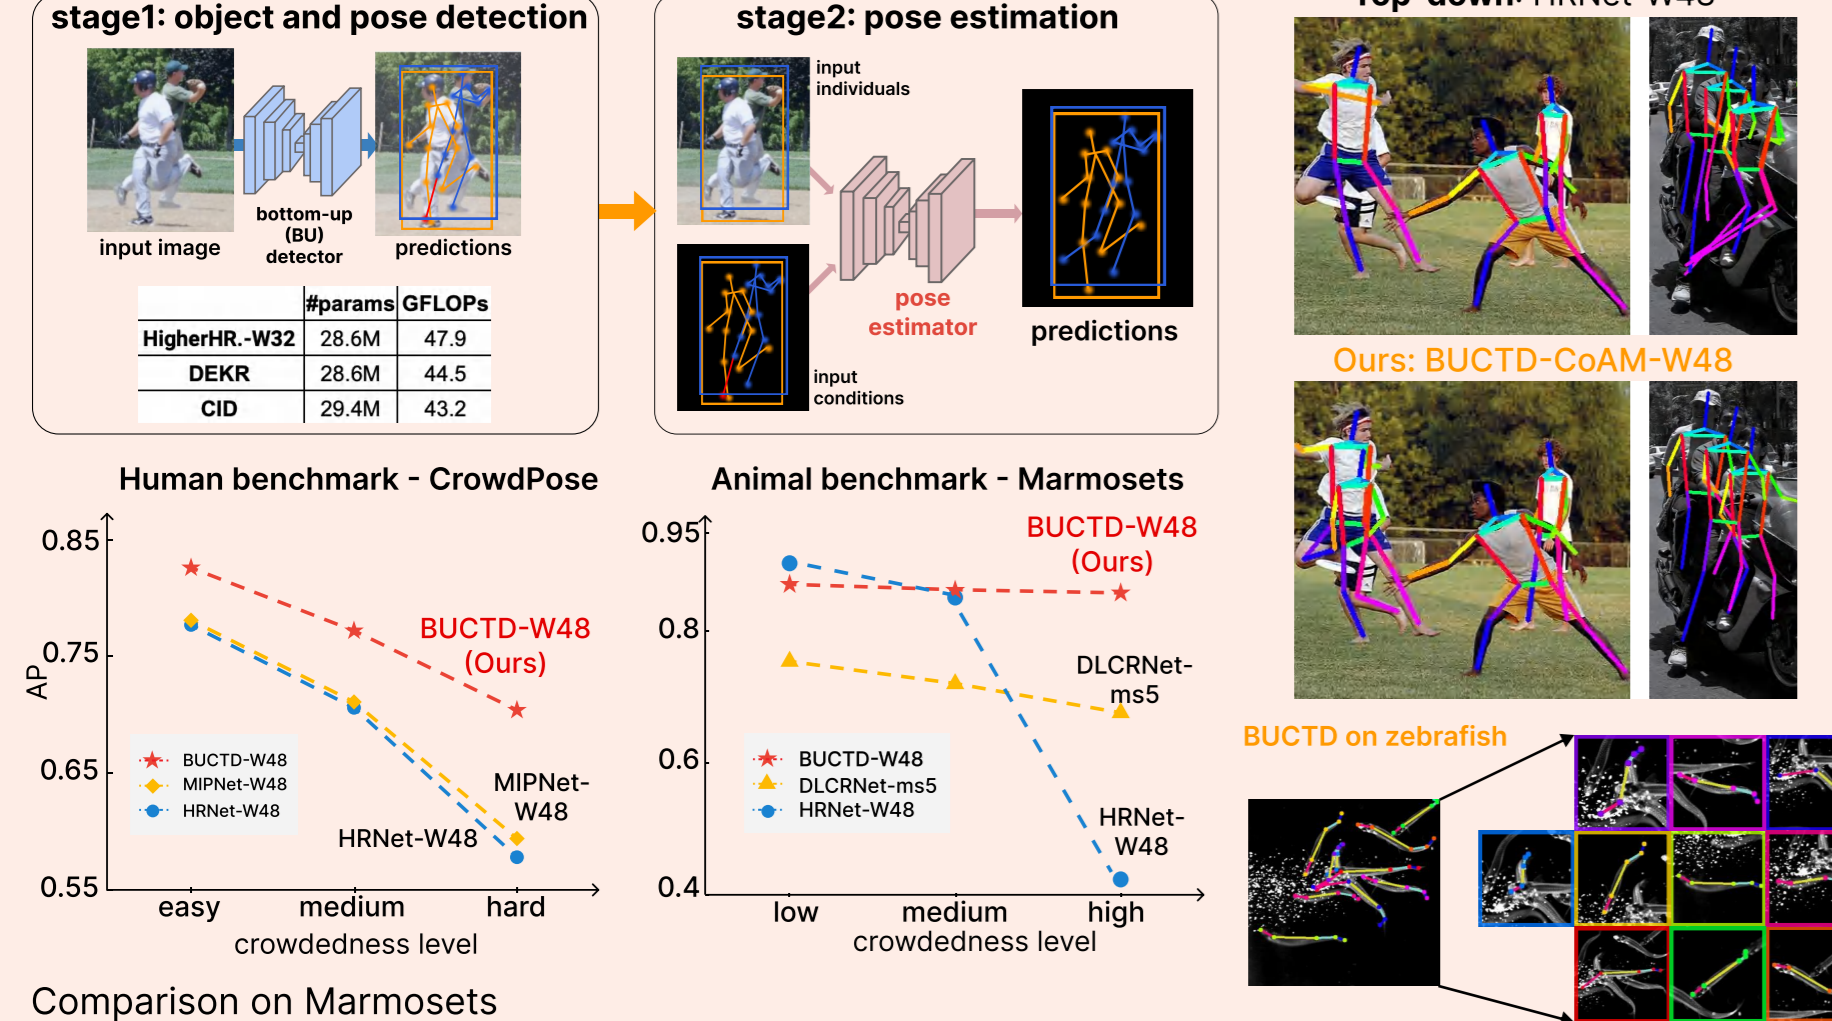 stage1: object and pose detection
input image
bottom-up
(BU)
detector
predictions
#params GFLOPs
HigherHR.-W32 28.6M 47.9
DEKR 28.6M 44.5
CID 29.4M 43.2
stage2: pose estimation
input
individuals
input
conditions
pose
estimator
predictions
Top-down: HRNet-W48
Ours: BUCTD-CoAM-W48
Human benchmark - CrowdPose
AP
0.85
0.75
0.65
0.55
BUCTD-W48
(Ours)
MIPNet-
W48
HRNet-W48
BUCTD-W48
MIPNet-W48
HRNet-W48
easy medium hard
crowdedness level
Animal benchmark - Marmosets
0.95
0.8
0.6
0.4
BUCTD-W48
(Ours)
DLCRNet-
ms5
HRNet-
W48
BUCTD-W48
DLCRNet-ms5
HRNet-W48
low medium high
crowdedness level
BUCTD on zebrafish
Comparison on Marmosets